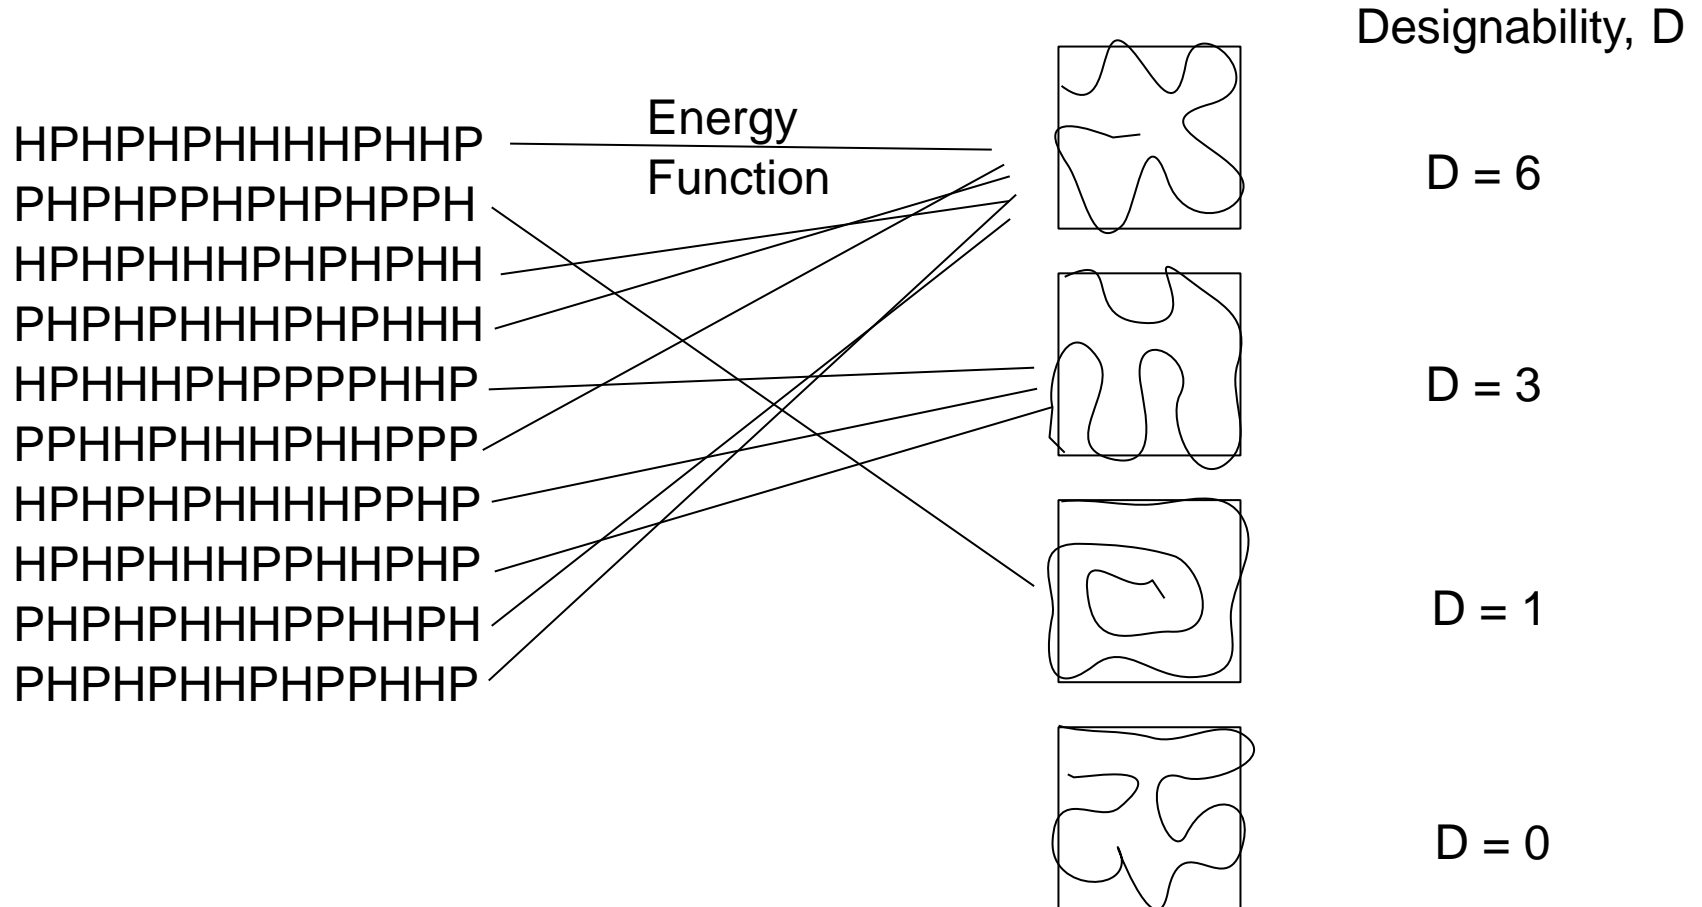 Designability, D
Energy
Function
HPHPHPHHHHPHHP
PHPHPPHPHPHPPH
HPHPHHHPHPHPHH
PHPHPHHHPHPHHH
HPHHHPHPPPPHHP
PPHHPHHHPHHPPP
HPHPHPHHHHPPHP
HPHPHHHPPHHPHP
PHPHPHHHPPHHPH
PHPHPHHPHPPHHP
D = 6
D = 3
D = 1
D = 0